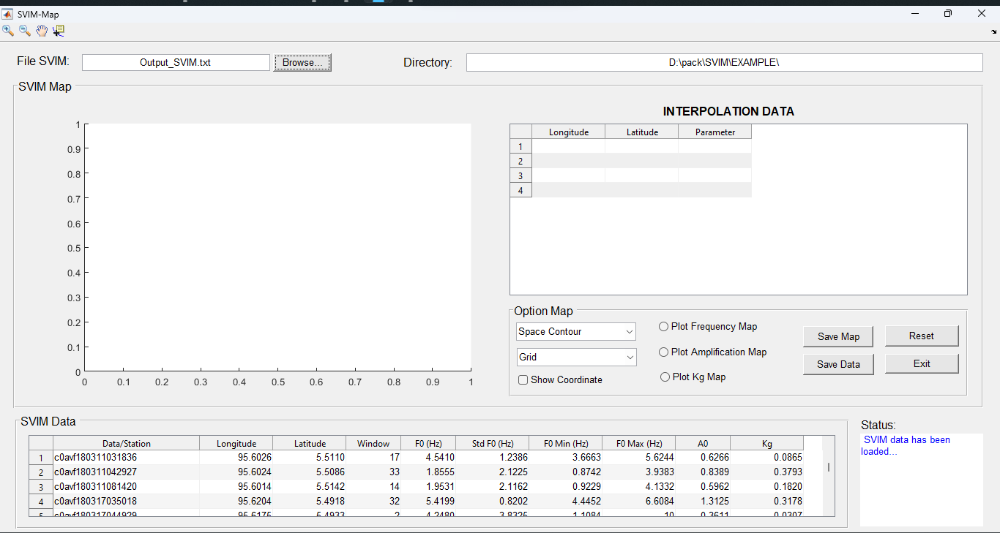 SVIM-Map
File SVIM: Output_SVIM.txt Browse... Directory: D:\pack\SVIM\EXAMPLE\
SVIM Map
1
0.9
0.8
0.7
0.6
0.5
0.4
0.3
0.2
0.1
0
0 0.1 0.2 0.3 0.4 0.5 0.6 0.7 0.8 0.9 1
INTERPOLATION DATA
Longitude Latitude Parameter
1
2
3
4
Option Map
Space Contour
Grid
Show Coordinate
Plot Frequency Map
Plot Amplification Map
Plot Kg Map
Save Map Reset
Save Data Exit
SVIM Data
Data/Station Longitude Latitude Window F0 (Hz) Std F0 (Hz) F0 Min (Hz) F0 Max (Hz) A0 Kg
1 c0avf180311031836 95.6026 5.5110 17 4.5410 1.2386 3.6663 5.6244 0.6266 0.0865
2 c0avf180311042927 95.6024 5.5086 33 1.8555 2.1225 0.8742 3.9383 0.8389 0.3793
3 c0avf180311081420 95.6014 5.5142 14 1.9531 2.1162 0.9229 4.1332 0.5962 0.1820
4 c0avf180317035018 95.6204 5.4918 32 5.4199 0.8202 4.4452 6.6084 1.3125 0.3178
5 c0avf180317044929 95.6175 5.4933 2 4.2480 3.8325 1.1084 10 0.3611 0.0307
Status:
SVIM data has been
loaded...